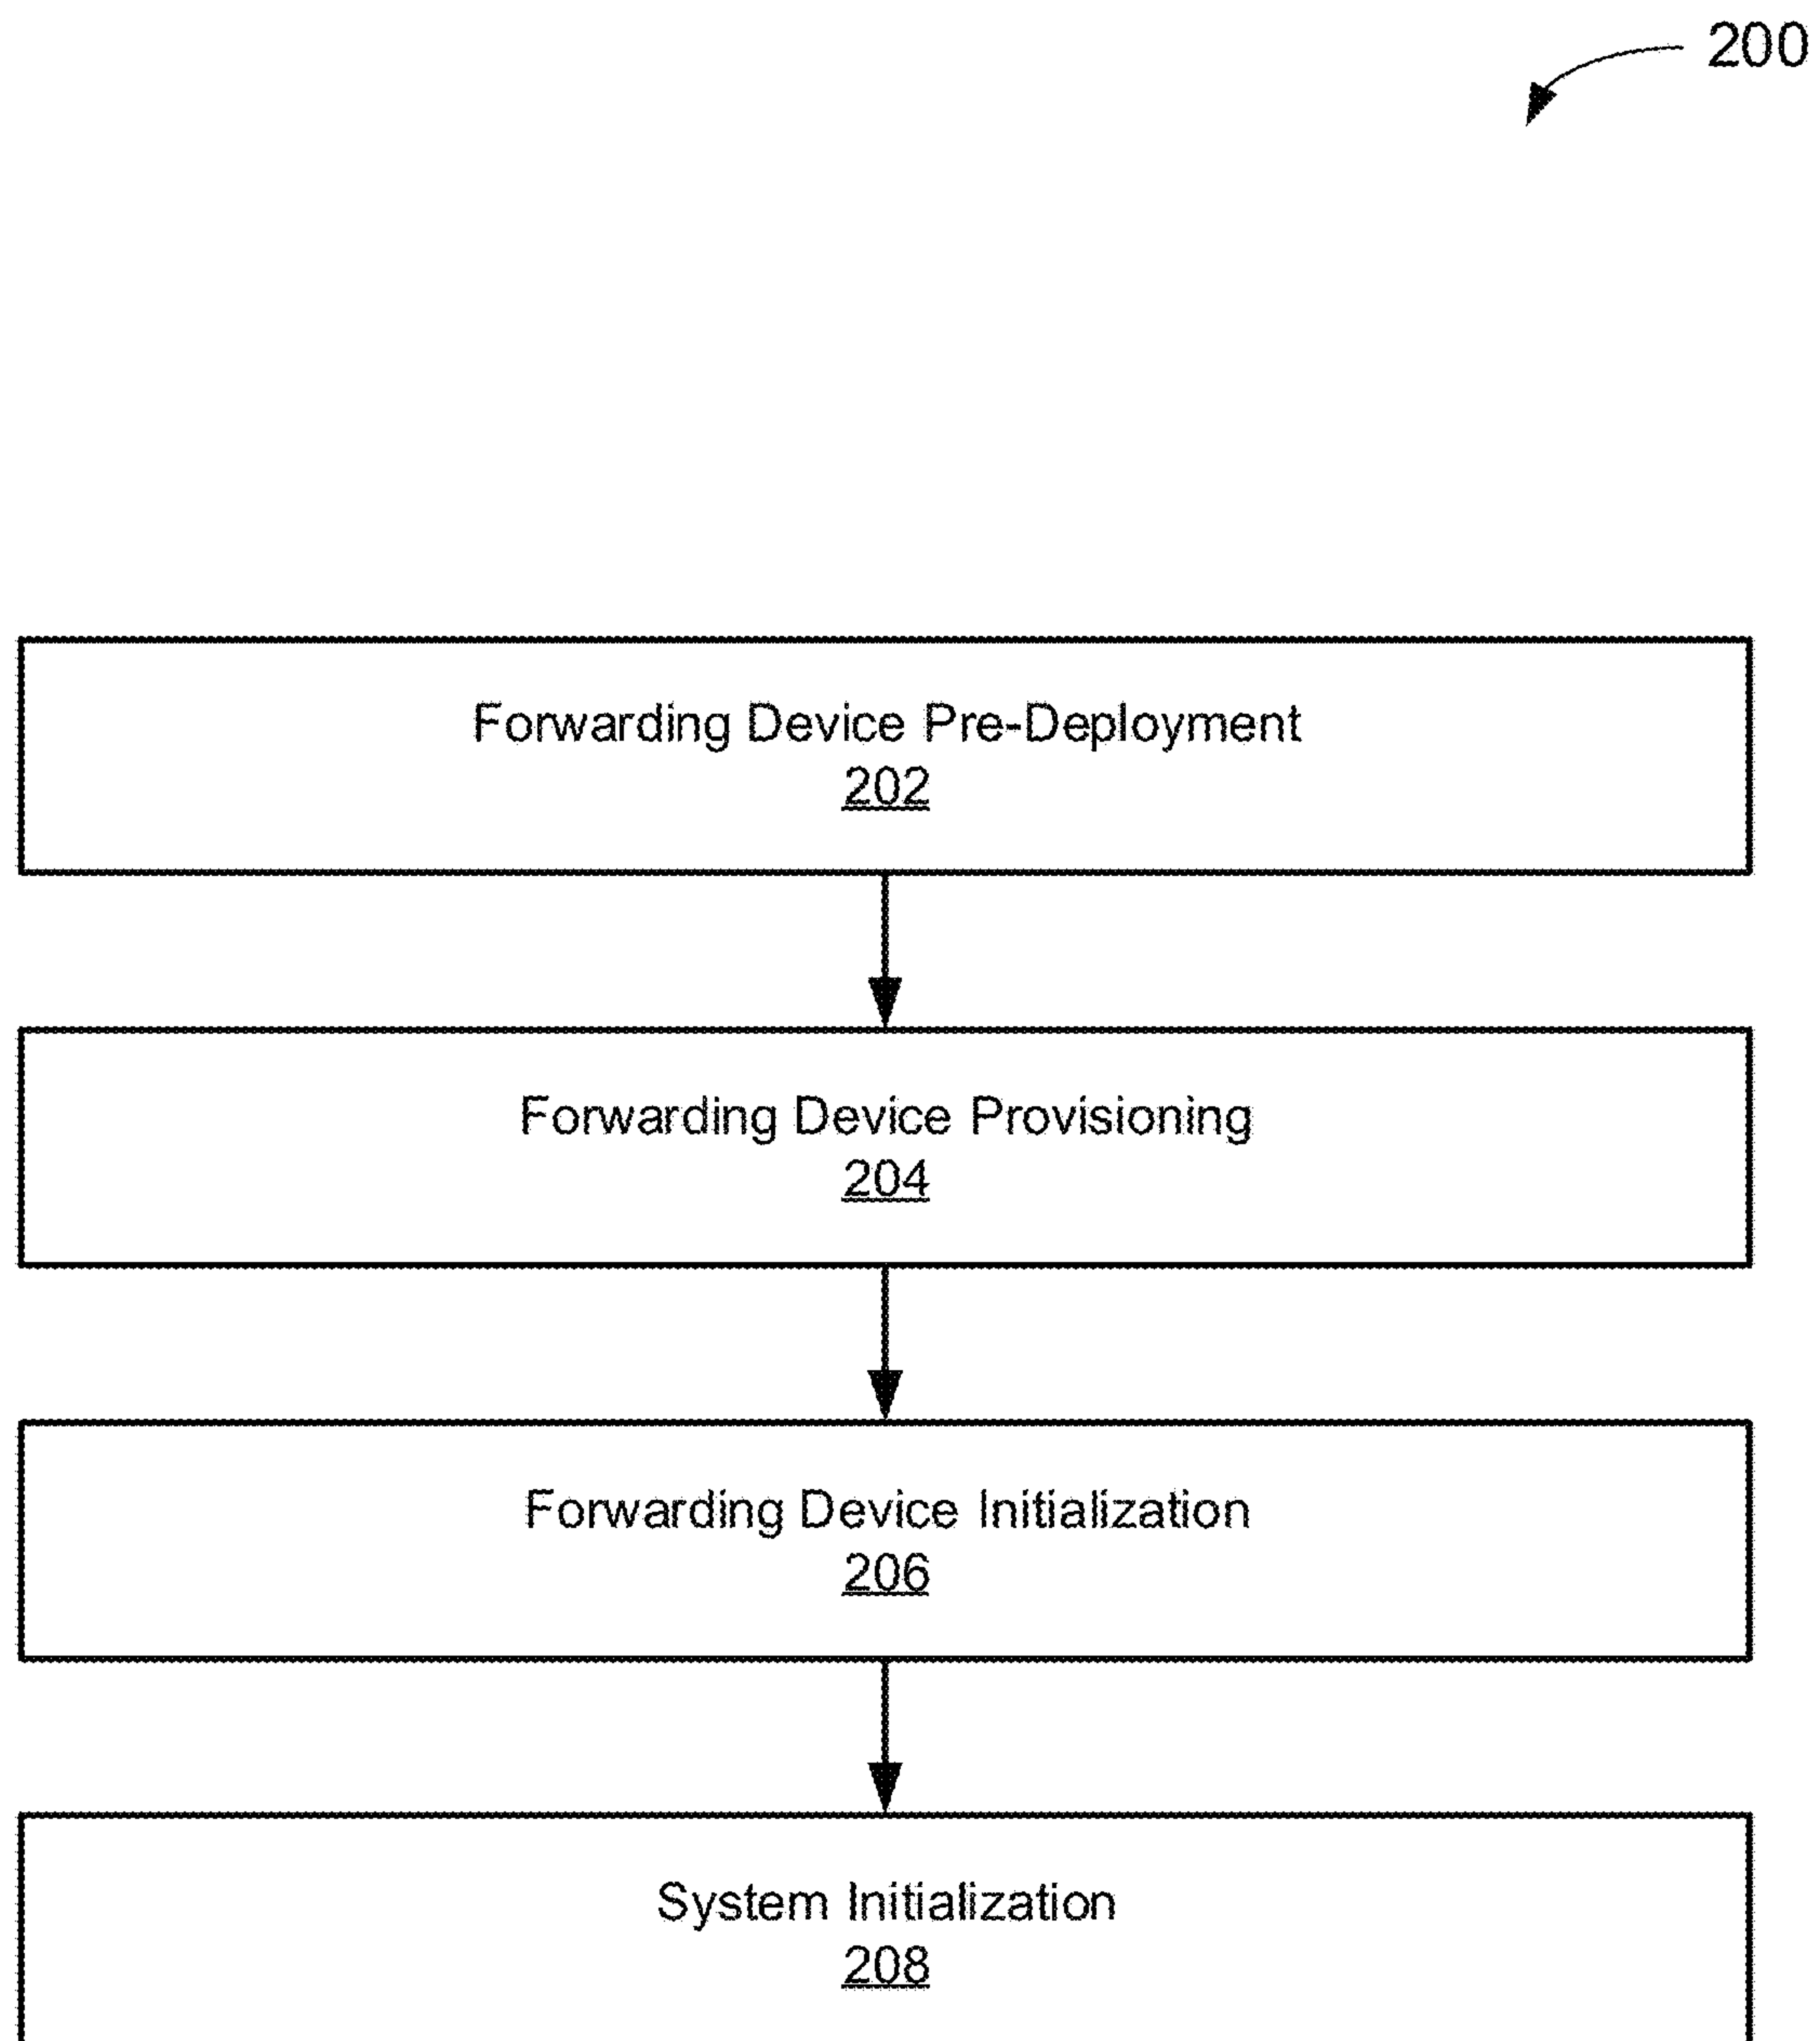 200
Forwarding Device Pre-Deployment
202
Forwarding Device Provisioning
204
Forwarding Device Initialization
206
System Initialization
208